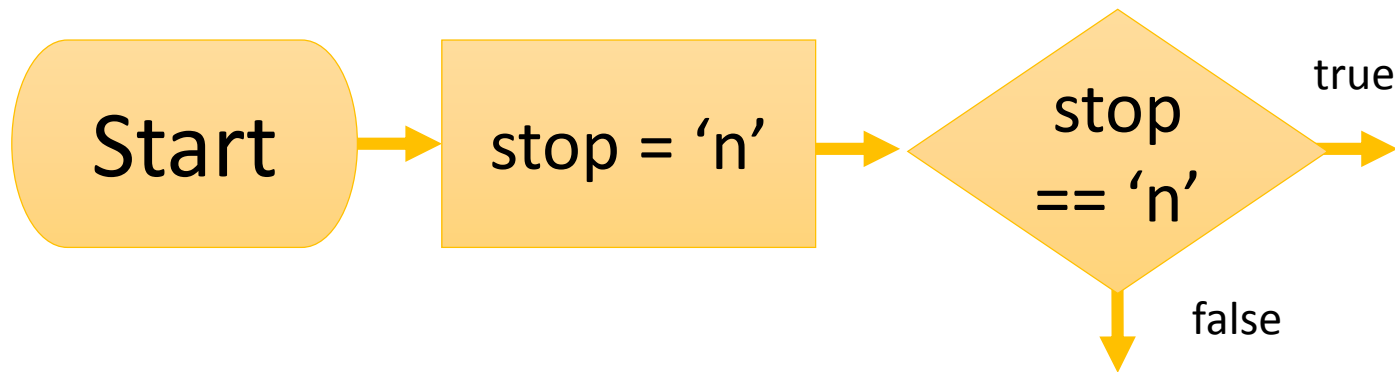 Start
stop = ‘n’
stop
== ‘n’
true
false